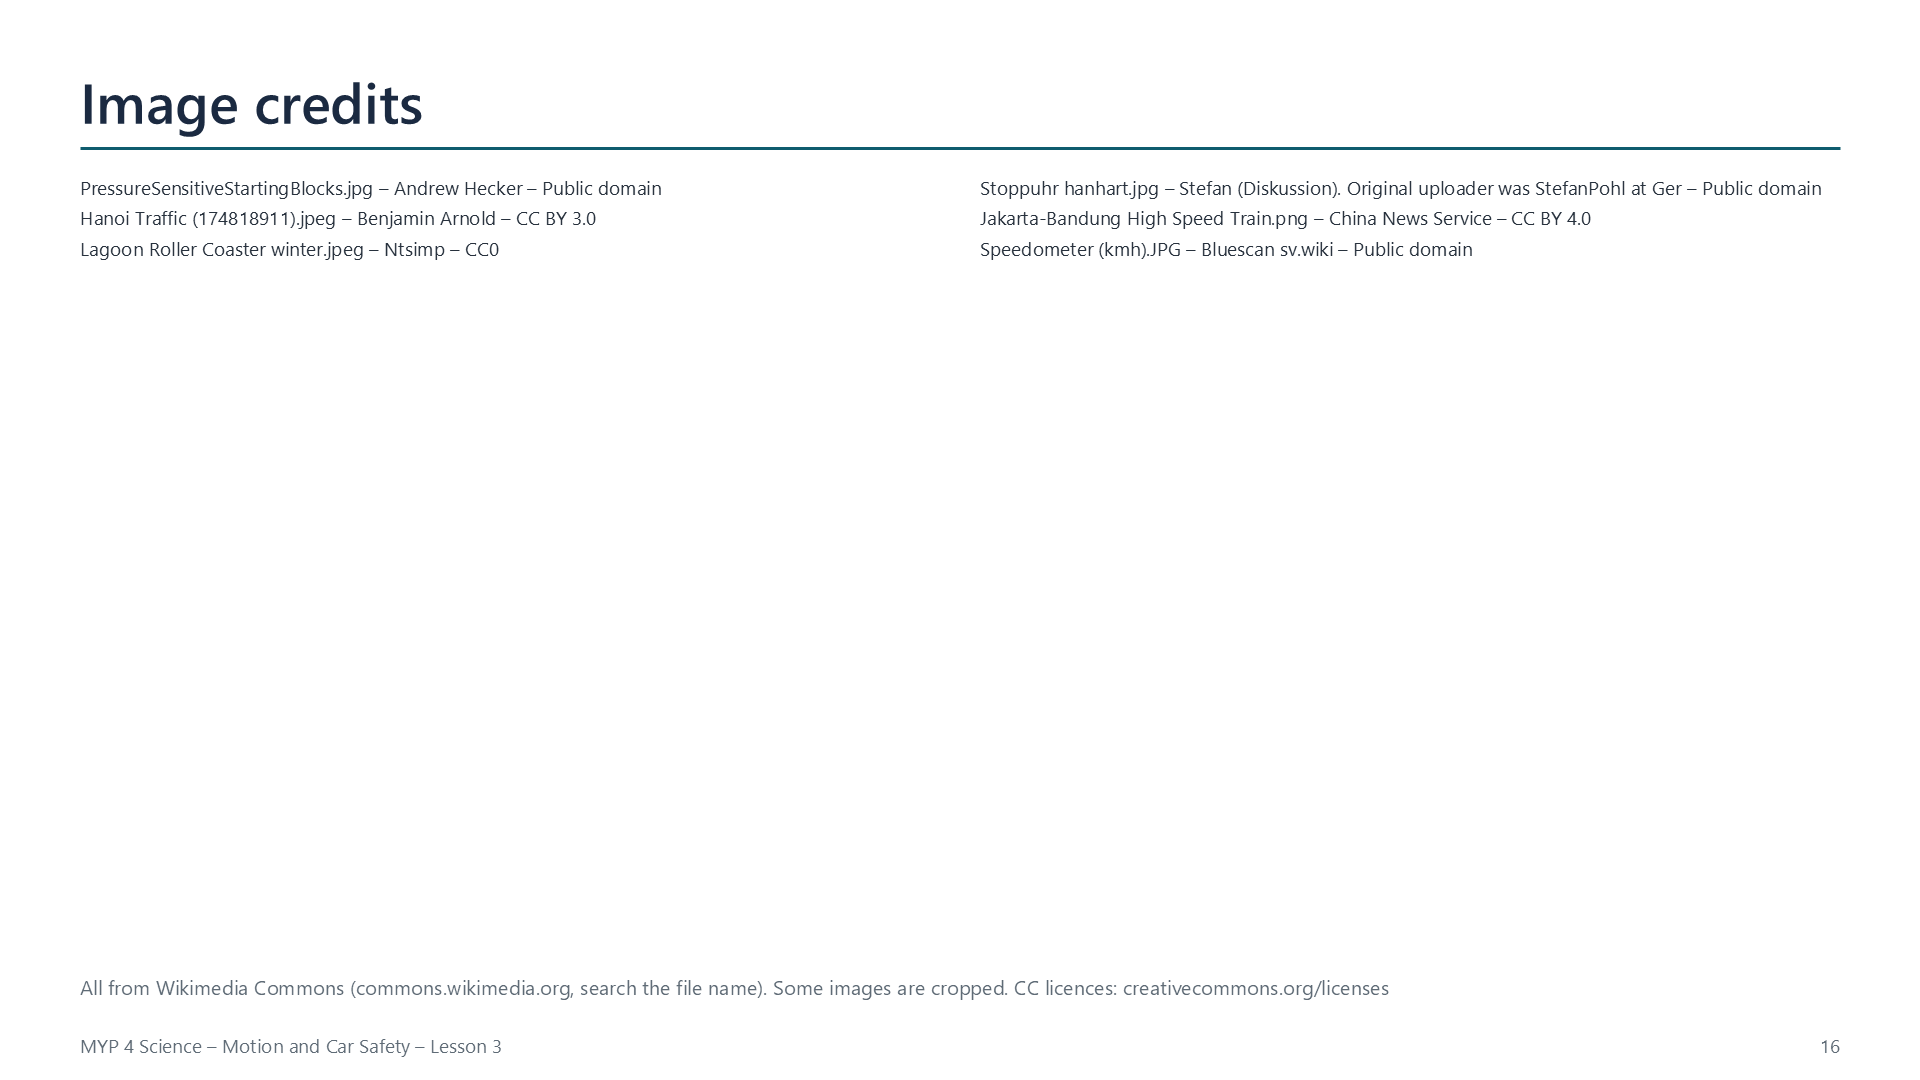 Image credits
PressureSensitiveStartingBlocks.jpg – Andrew Hecker – Public domain
Hanoi Traffic (174818911).jpeg – Benjamin Arnold – CC BY 3.0
Lagoon Roller Coaster winter.jpeg – Ntsimp – CC0
Stoppuhr hanhart.jpg – Stefan (Diskussion). Original uploader was StefanPohl at Ger – Public domain
Jakarta-Bandung High Speed Train.png – China News Service – CC BY 4.0
Speedometer (kmh).JPG – Bluescan sv.wiki – Public domain
All from Wikimedia Commons (commons.wikimedia.org, search the file name). Some images are cropped. CC licences: creativecommons.org/licenses
MYP 4 Science – Motion and Car Safety – Lesson 3
16